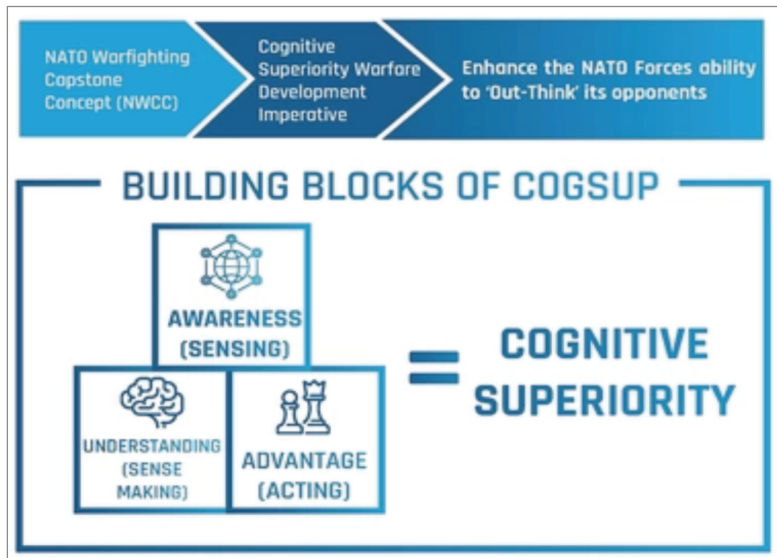 NATO Warfighting
Capstone
Concept (NWCC)
Cognitive
Superiority Warfare
Development
Imperative
Enhance the NATO Forces ability
to ‘Out-Think’ its opponents
BUILDING BLOCKS OF COGSUP
AWARENESS
(SENSING)
UNDERSTANDING
(SENSE
MAKING)
ADVANTAGE
(ACTING)
=
COGNITIVE
SUPERIORITY